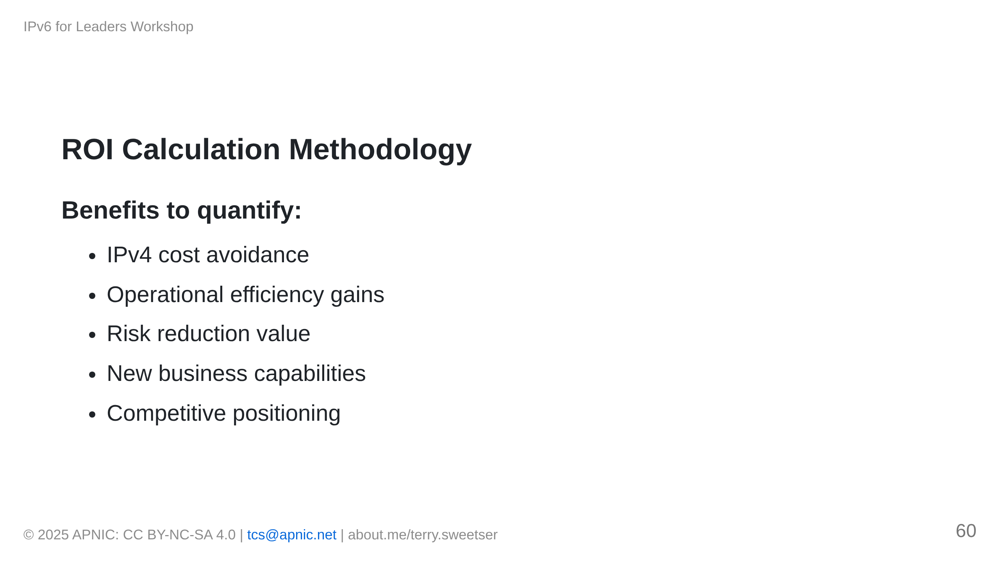 IPv6 for Leaders Workshop
ROI Calculation Methodology
Benefits to quantify:
• IPv4 cost avoidance
• Operational efficiency gains
• Risk reduction value
• New business capabilities
• Competitive positioning
© 2025 APNIC: CC BY-NC-SA 4.0 | tcs@apnic.net | about.me/terry.sweetser
60